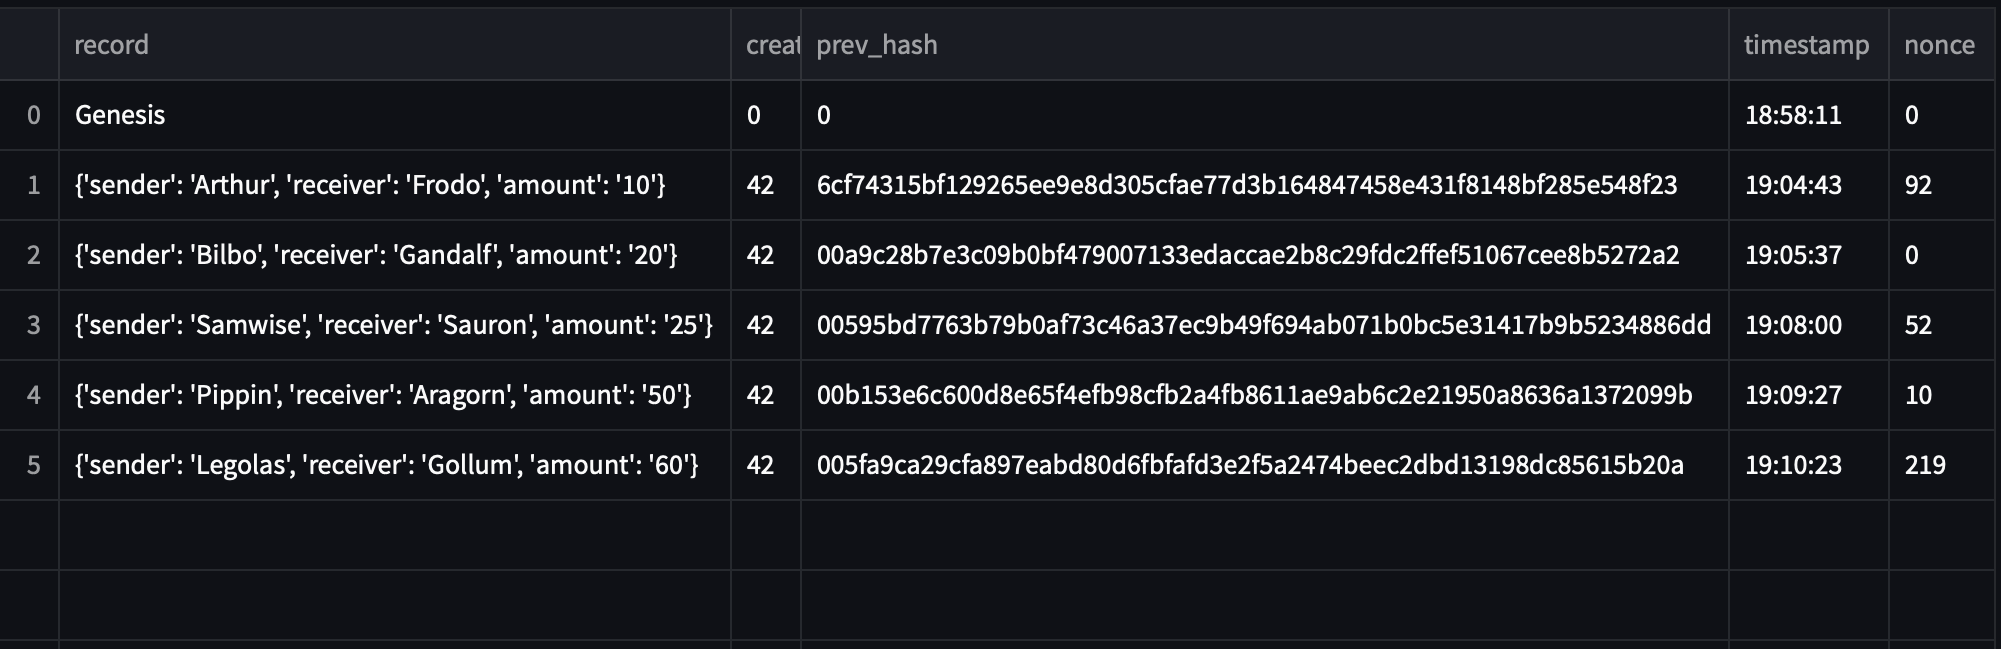 record creat prev_hash timestamp nonce
0 Genesis 0 0 18:58:11 0
1 {'sender': 'Arthur', 'receiver': 'Frodo', 'amount': '10'} 42 6cf74315bf129265ee9e8d305cfae77d3b164847458e431f8148bf285e548f23 19:04:43 92
2 {'sender': 'Bilbo', 'receiver': 'Gandalf', 'amount': '20'} 42 00a9c28b7e3c09b0bf479007133edaccae2b8c29fdc2ffef51067cee8b5272a2 19:05:37 0
3 {'sender': 'Samwise', 'receiver': 'Sauron', 'amount': '25'} 42 00595bd7763b79b0af73c46a37ec9b49f694ab071b0bc5e31417b9b5234886dd 19:08:00 52
4 {'sender': 'Pippin', 'receiver': 'Aragorn', 'amount': '50'} 42 00b153e6c600d8e65f4efb98cfb2a4fb8611ae9ab6c2e21950a8636a1372099b 19:09:27 10
5 {'sender': 'Legolas', 'receiver': 'Gollum', 'amount': '60'} 42 005fa9ca29cfa897eabd80d6fbfafd3e2f5a2474beec2dbd13198dc85615b20a 19:10:23 219